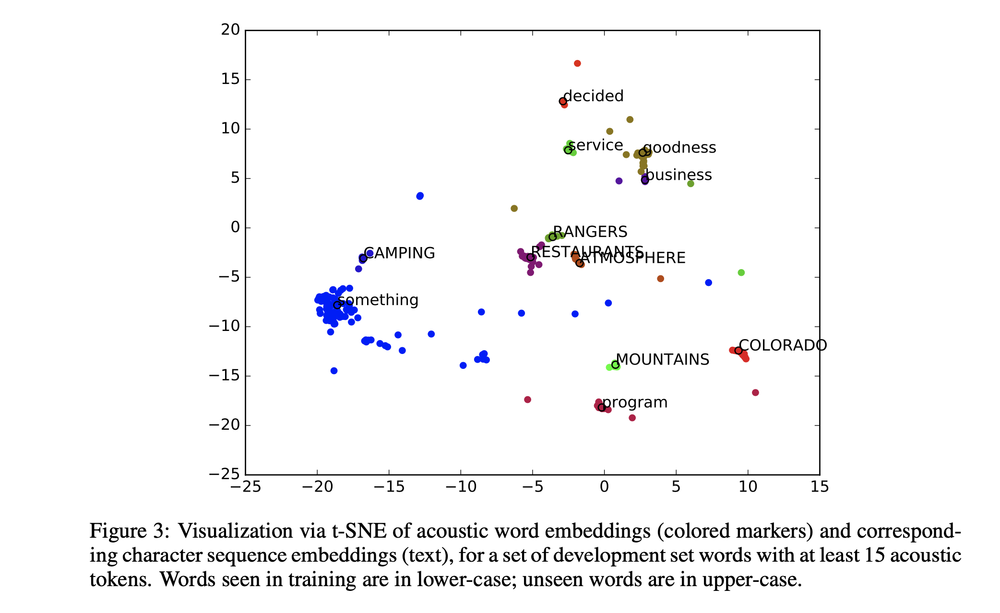 20
15
10
5
0
−5
−10
−15
−20
−25
−25 −20 −15 −10 −5 0 5 10 15
decided
service
goodness
business
RANGERS
RESTAURANTS
ATMOSPHERE
CAMPING
something
COLORADO
MOUNTAINS
program
Figure 3: Visualization via t-SNE of acoustic word embeddings (colored markers) and correspond-
ing character sequence embeddings (text), for a set of development set words with at least 15 acoustic
tokens. Words seen in training are in lower-case; unseen words are in upper-case.